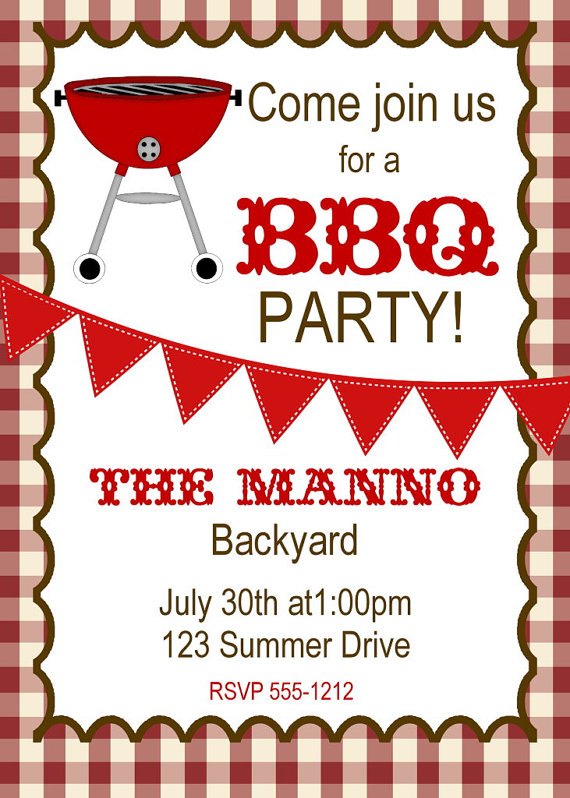 Come join us
for a
BBQ
PARTY!
THE MANNO
Backyard
July 30th at1:00pm
123 Summer Drive
RSVP 555-1212